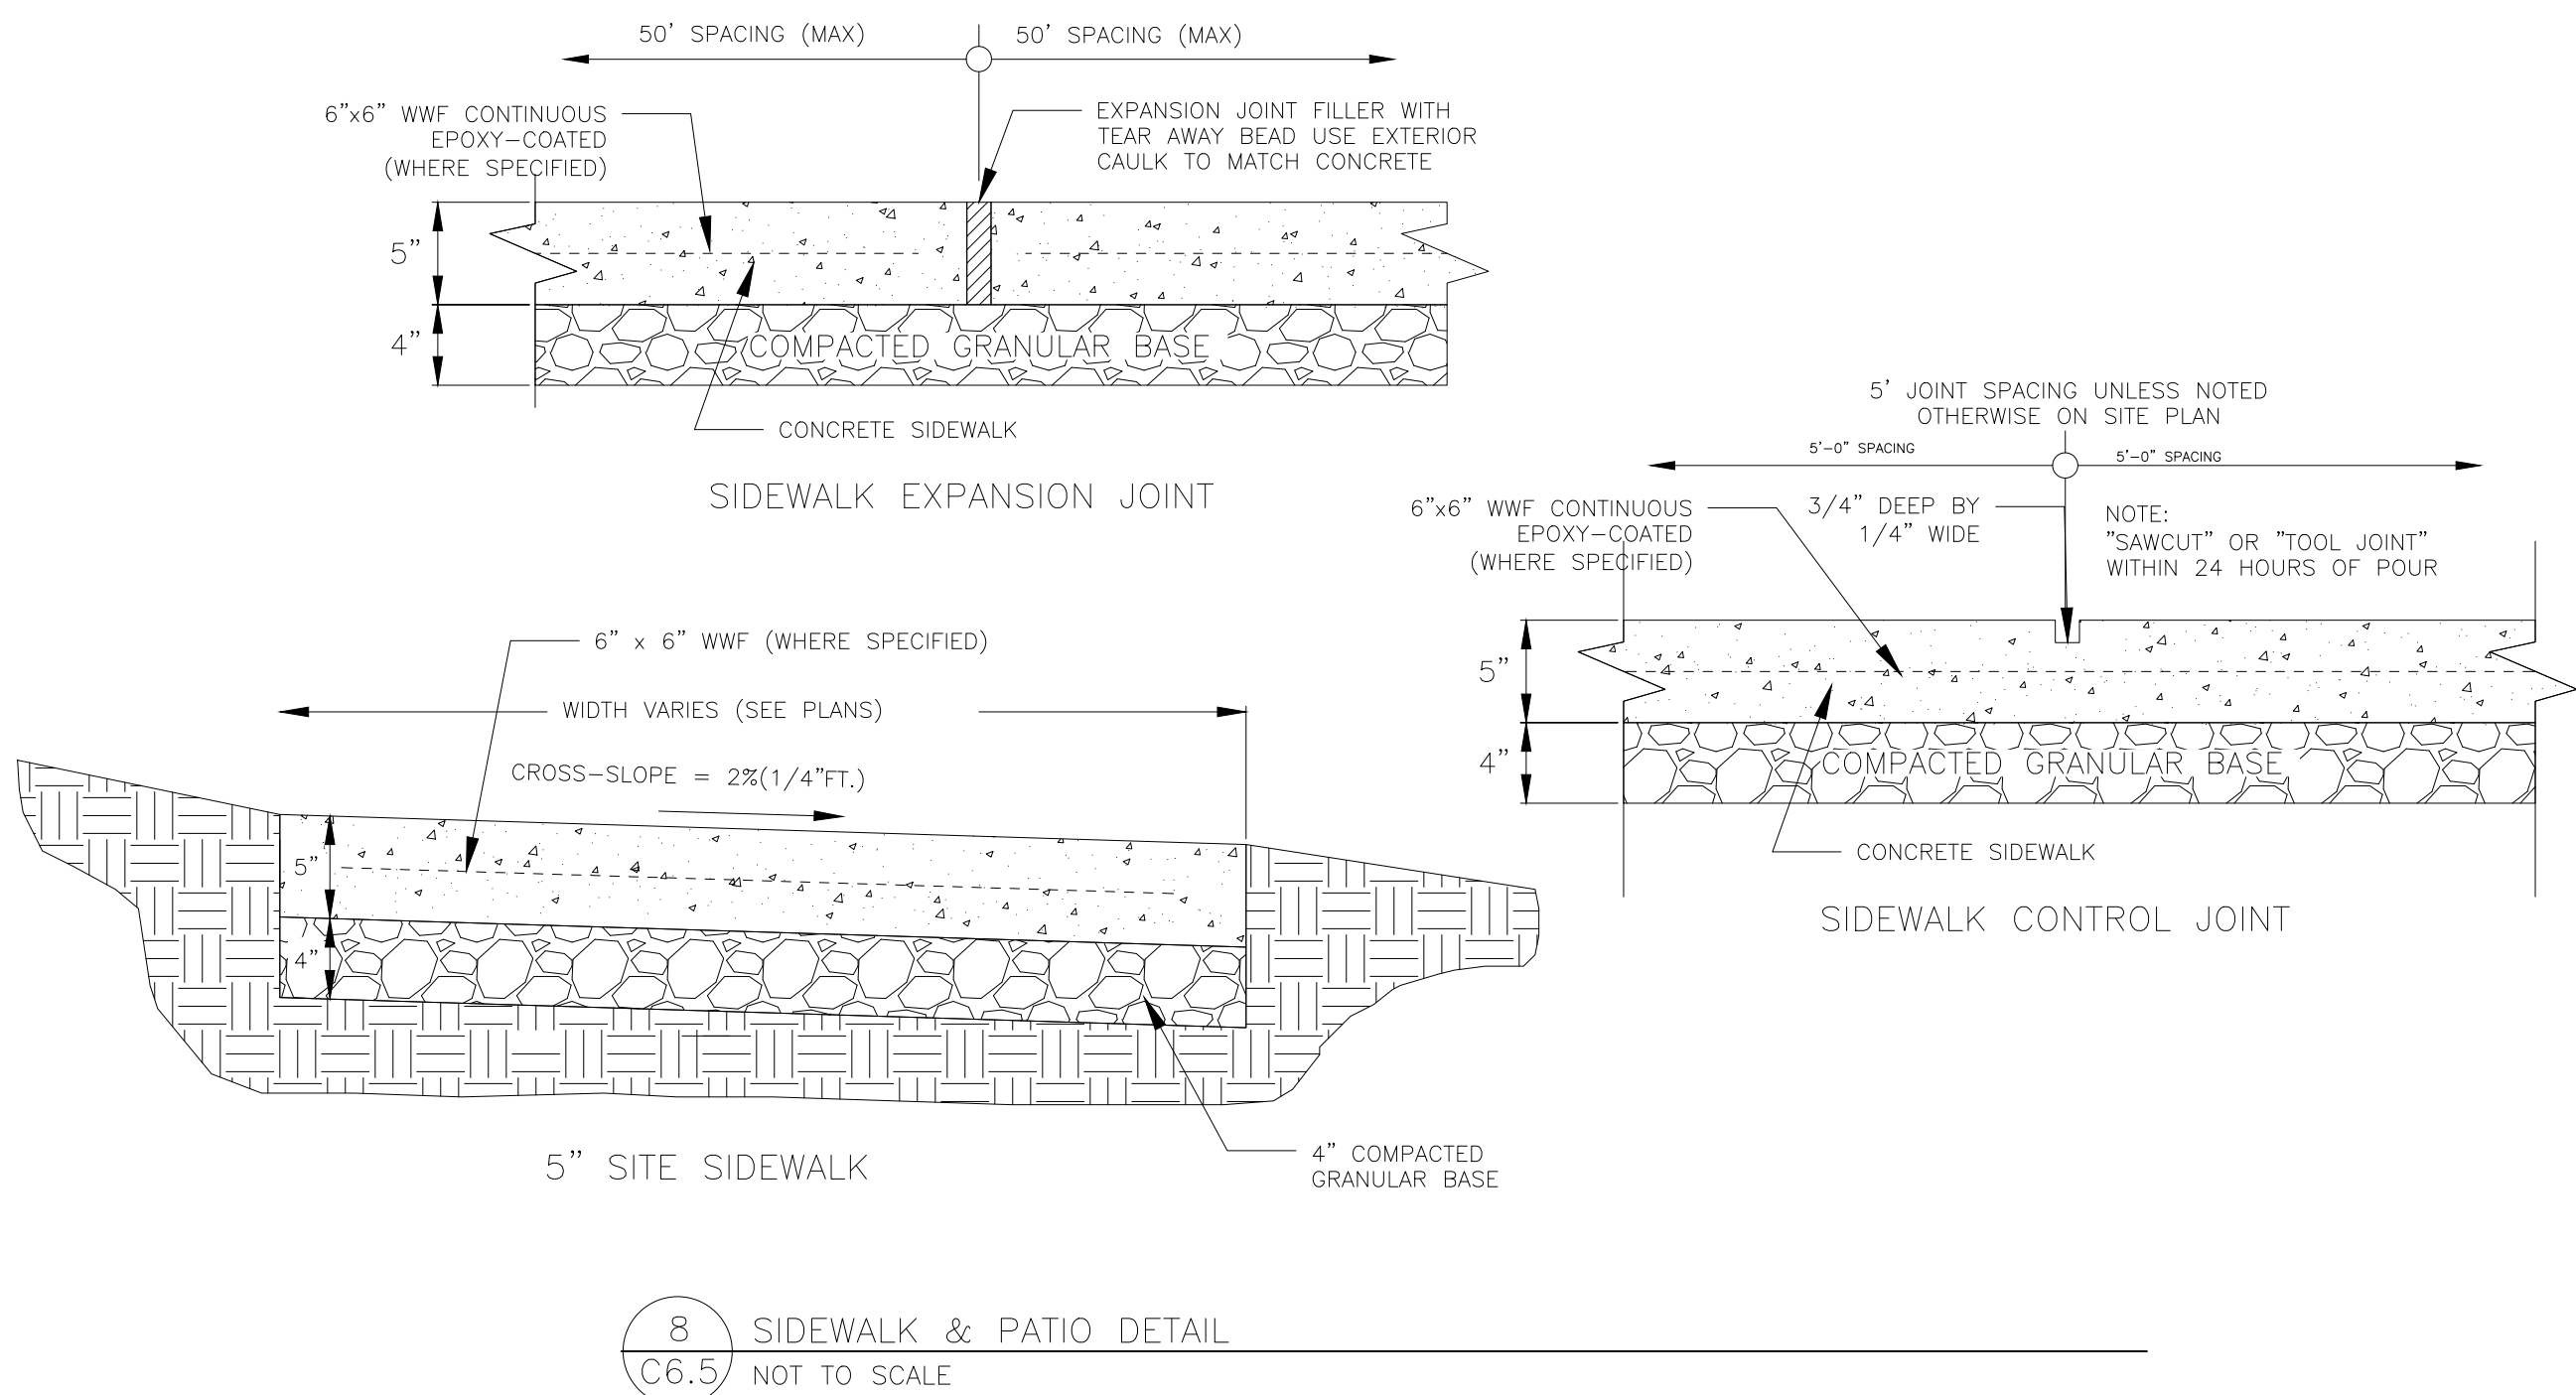 50' SPACING (MAX)
50' SPACING (MAX)
6"x6" WWF CONTINUOUS
EPOXY-COATED
(WHERE SPECIFIED)
EXPANSION JOINT FILLER WITH
TEAR AWAY BEAD USE EXTERIOR
CAULK TO MATCH CONCRETE
5"
4"
COMPACTED GRANULAR BASE
CONCRETE SIDEWALK
SIDEWALK EXPANSION JOINT
5' JOINT SPACING UNLESS NOTED
OTHERWISE ON SITE PLAN
5'-0" SPACING
5'-0" SPACING
6"x6" WWF CONTINUOUS
EPOXY-COATED
(WHERE SPECIFIED)
3/4" DEEP BY
1/4" WIDE
NOTE:
"SAWCUT" OR "TOOL JOINT"
WITHIN 24 HOURS OF POUR
5"
4"
COMPACTED GRANULAR BASE
CONCRETE SIDEWALK
SIDEWALK CONTROL JOINT
6" x 6" WWF (WHERE SPECIFIED)
WIDTH VARIES (SEE PLANS)
CROSS-SLOPE = 2%(1/4"FT.)
5"
4"
4" COMPACTED
GRANULAR BASE
5" SITE SIDEWALK
8
C6.5
SIDEWALK & PATIO DETAIL
NOT TO SCALE